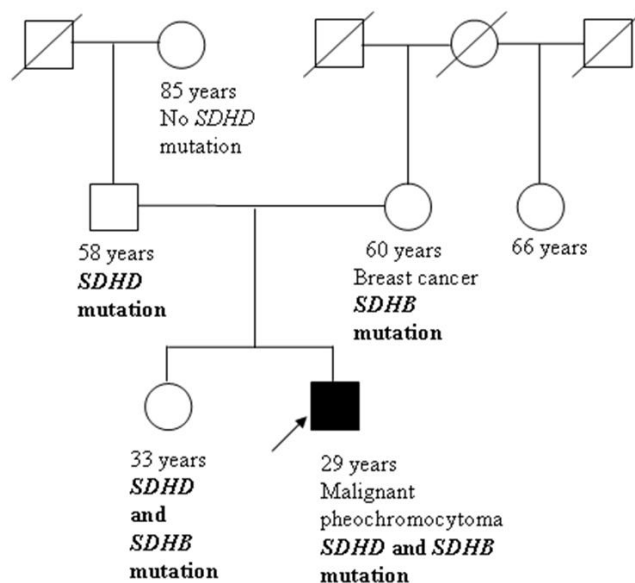 85 years
No SDHD
mutation
58 years
SDHD
mutation
60 years
Breast cancer
SDHB
mutation
66 years
33 years
SDHD
and
SDHB
mutation
29 years
Malignant
pheochromocytoma
SDHD and SDHB
mutation